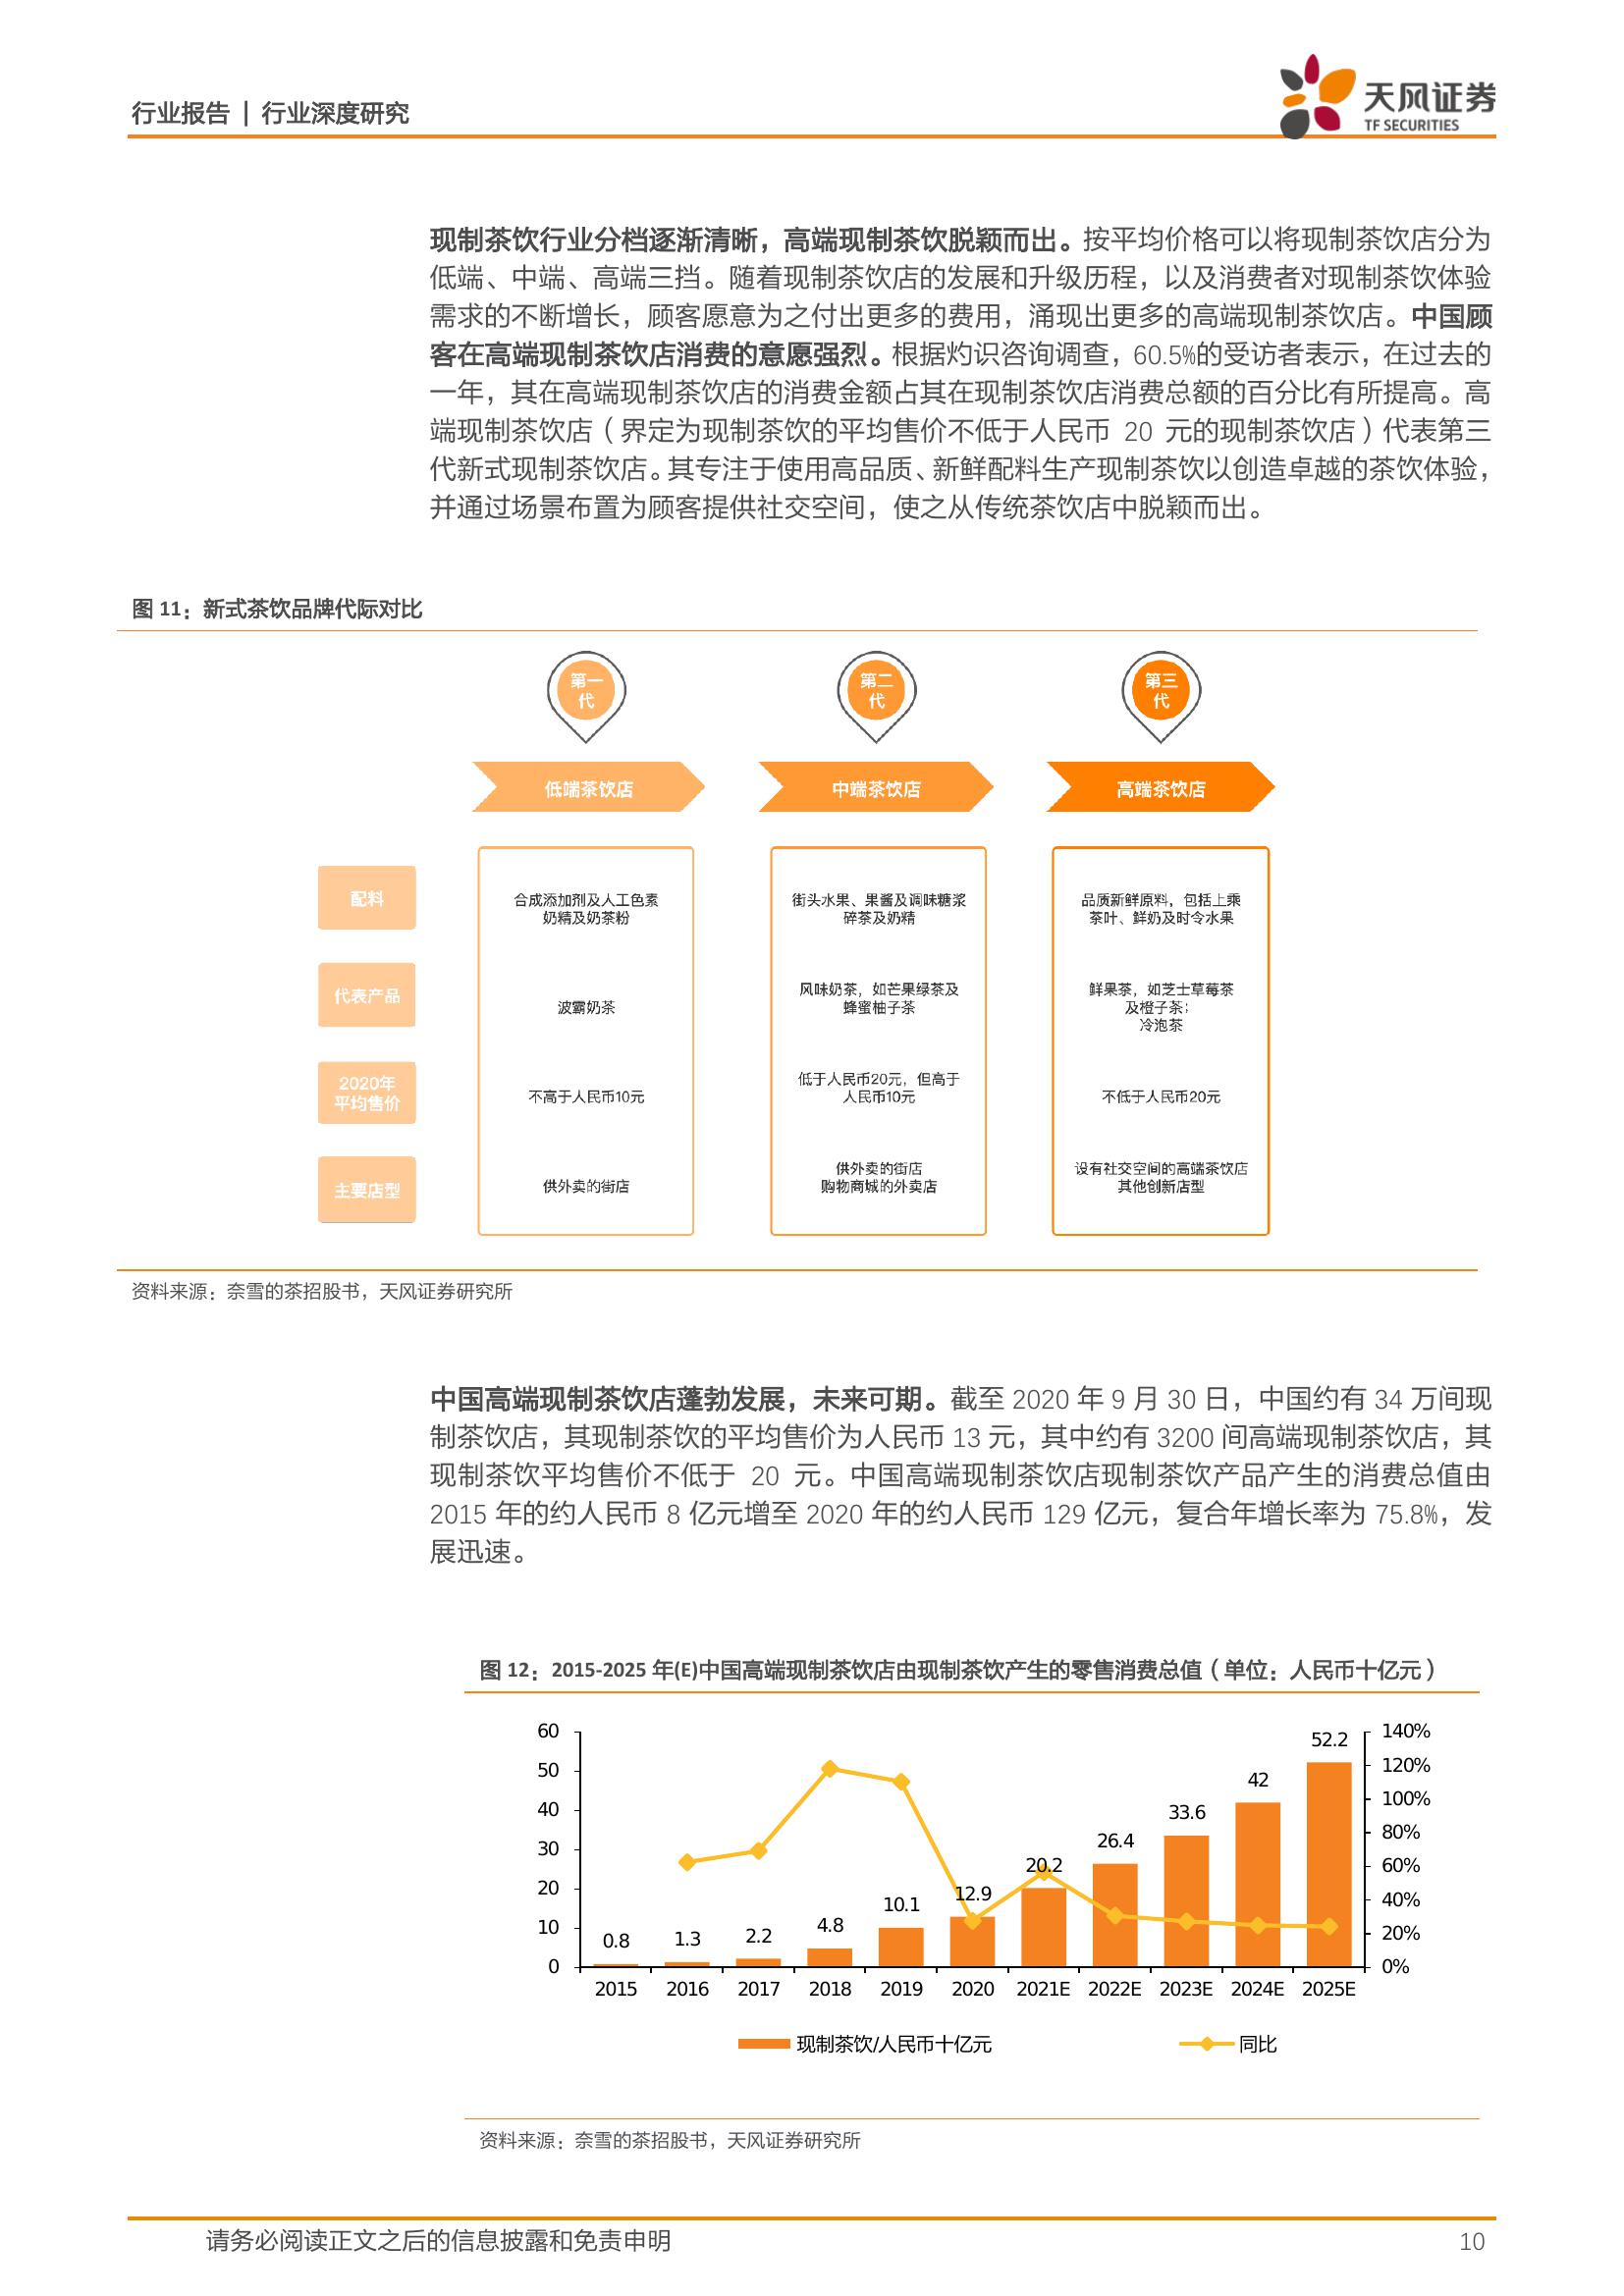 行业报告 | 行业深度研究
天风证券
TF SECURITIES
现制茶饮行业分档逐渐清晰，高端现制茶饮脱颖而出。按平均价格可以将现制茶饮店分为
低端、中端、高端三挡。随着现制茶饮店的发展和升级历程，以及消费者对现制茶饮体验
需求的不断增长，顾客愿意为之付出更多的费用，涌现出更多的高端现制茶饮店。中国顾
客在高端现制茶饮店消费的意愿强烈。根据灼识咨询调查，60.5%的受访者表示，在过去的
一年，其在高端现制茶饮店的消费金额占其在现制茶饮店消费总额的百分比有所提高。高
端现制茶饮店（界定为现制茶饮的平均售价不低于人民币 20 元的现制茶饮店）代表第三
代新式现制茶饮店。其专注于使用高品质、新鲜配料生产现制茶饮以创造卓越的茶饮体验，
并通过场景布置为顾客提供社交空间，使之从传统茶饮店中脱颖而出。
图 11：新式茶饮品牌代际对比
第一
代
第二
代
第三
代
低端茶饮店
中端茶饮店
高端茶饮店
配料
合成添加剂及人工色素
奶精及奶茶粉
街头水果、果酱及调味糖浆
碎茶及奶精
品质新鲜原料，包括上乘
茶叶、鲜奶及时令水果
代表产品
波霸奶茶
风味奶茶，如芒果绿茶及
蜂蜜柚子茶
鲜果茶，如芝士草莓茶
及橙子茶；
冷泡茶
2020年
平均售价
不高于人民币10元
低于人民币20元，但高于
人民币10元
不低于人民币20元
主要店型
供外卖的街店
供外卖的街店
购物商城的外卖店
设有社交空间的高端茶饮店
其他创新店型
资料来源：奈雪的茶招股书，天风证券研究所
中国高端现制茶饮店蓬勃发展，未来可期。截至 2020 年 9 月 30 日，中国约有 34 万间现
制茶饮店，其现制茶饮的平均售价为人民币 13 元，其中约有 3200 间高端现制茶饮店，其
现制茶饮平均售价不低于 20 元。中国高端现制茶饮店现制茶饮产品产生的消费总值由
2015 年的约人民币 8 亿元增至 2020 年的约人民币 129 亿元，复合年增长率为 75.8%，发
展迅速。
图 12：2015-2025 年(E)中国高端现制茶饮店由现制茶饮产生的零售消费总值（单位：人民币十亿元）
60
50
40
30
20
10
0
0.8
1.3
2.2
4.8
10.1
12.9
20.2
26.4
33.6
42
52.2
140%
120%
100%
80%
60%
40%
20%
0%
2015 2016 2017 2018 2019 2020 2021E 2022E 2023E 2024E 2025E
现制茶饮/人民币十亿元
同比
资料来源：奈雪的茶招股书，天风证券研究所
请务必阅读正文之后的信息披露和免责申明
10